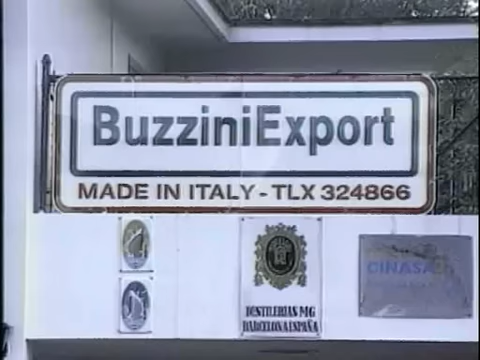 BuzziniExport
MADE IN ITALY - TLX 324866
DESTILERIAS MG
BARCELONA ESPAÑA
CINASA